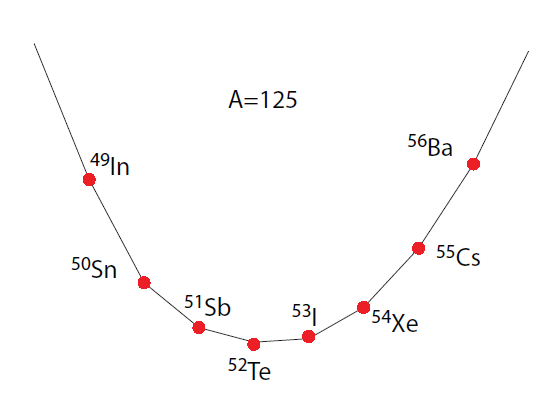 A=125
⁴⁹In
⁵⁰Sn
⁵¹Sb
⁵²Te
⁵³I
⁵⁴Xe
⁵⁵Cs
⁵⁶Ba